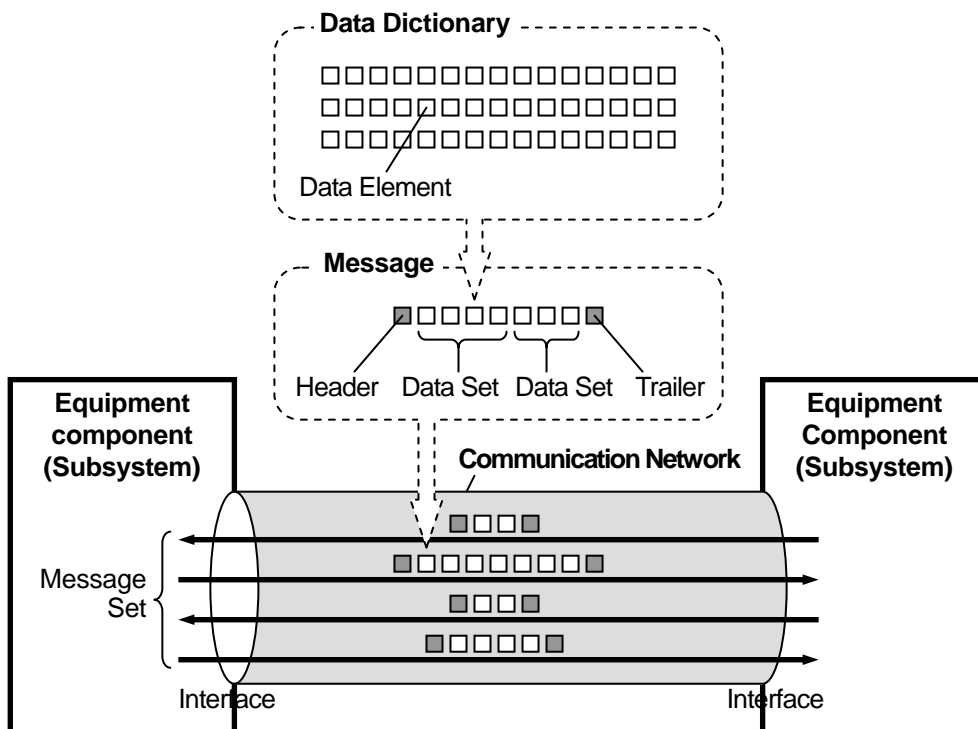 Data Dictionary
Data Element
Message
Header
Data Set
Data Set
Trailer
Equipment
component
(Subsystem)
Equipment
Component
(Subsystem)
Communication Network
Message
Set
Interface
Interface